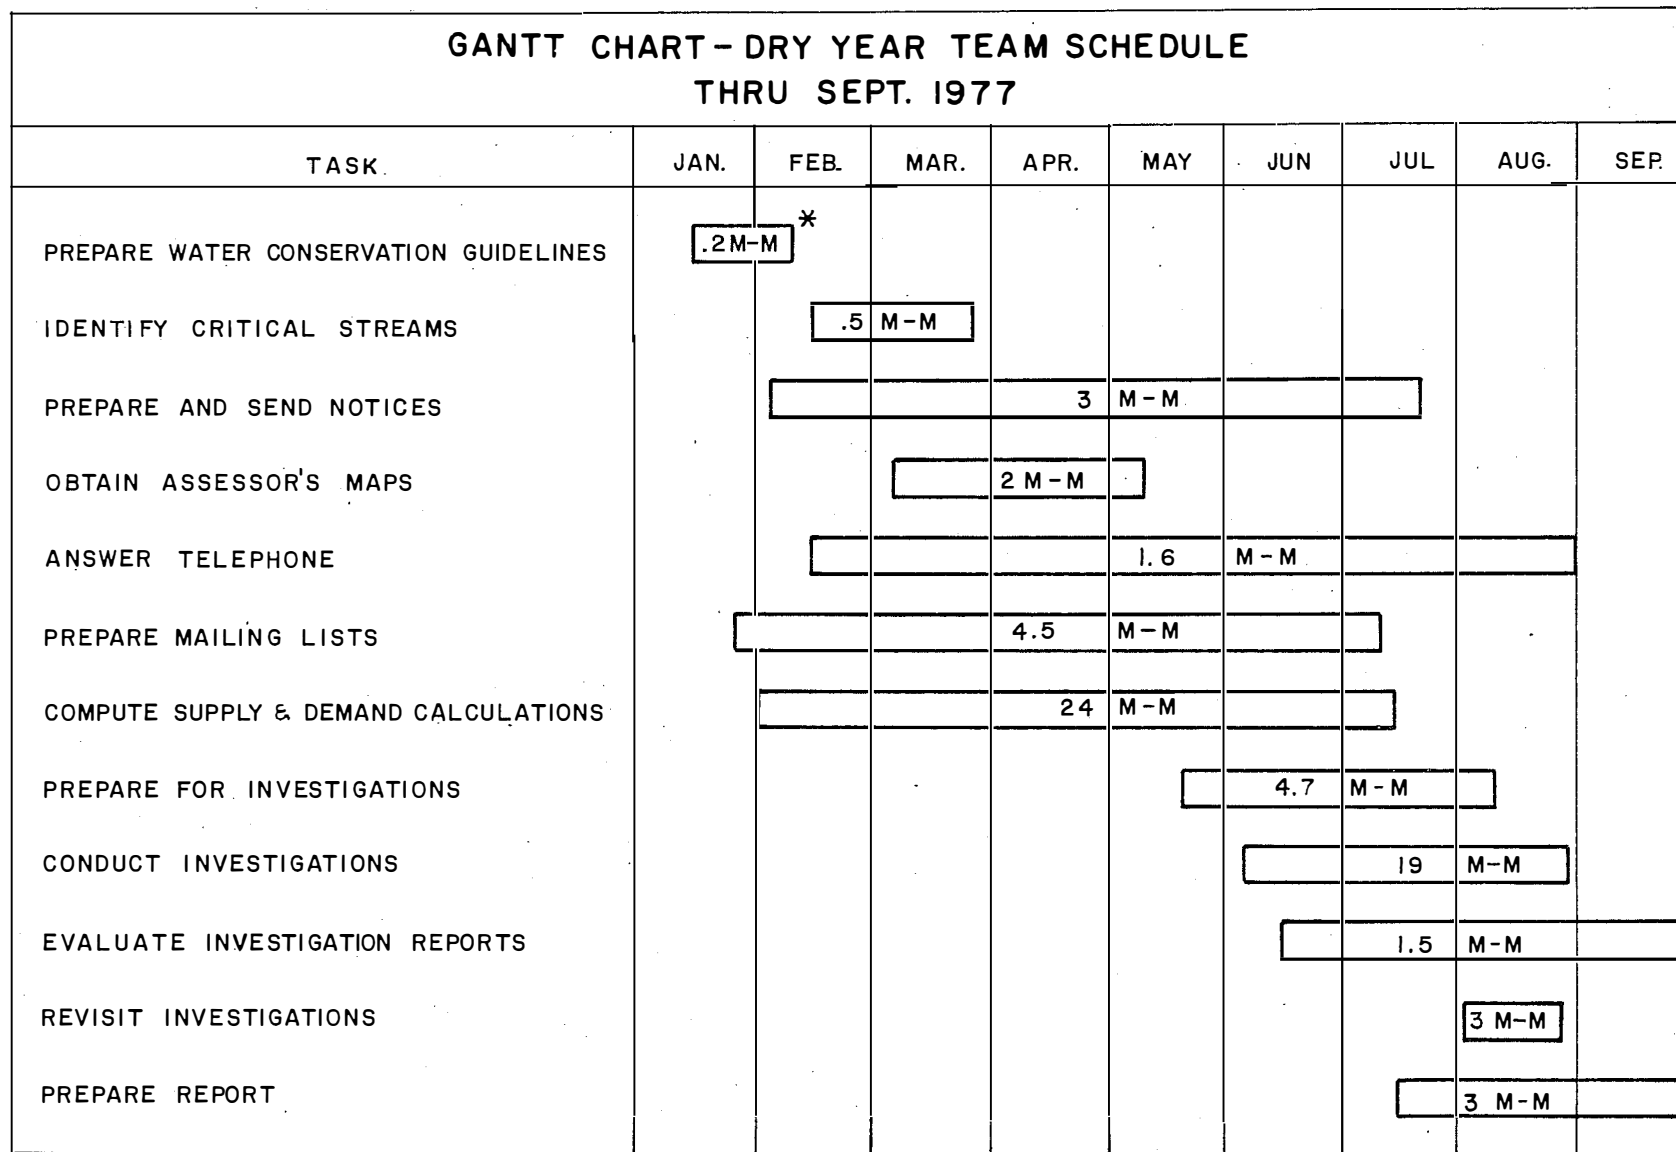 GANTT CHART – DRY YEAR TEAM SCHEDULE
THRU SEPT. 1977
TASK JAN. FEB. MAR. APR. MAY JUN JUL AUG. SEP.
PREPARE WATER CONSERVATION GUIDELINES .2 M-M *
IDENTIFY CRITICAL STREAMS .5 M-M
PREPARE AND SEND NOTICES 3 M-M
OBTAIN ASSESSOR'S MAPS 2 M-M
ANSWER TELEPHONE 1.6 M-M
PREPARE MAILING LISTS 4.5 M-M
COMPUTE SUPPLY & DEMAND CALCULATIONS 24 M-M
PREPARE FOR INVESTIGATIONS 4.7 M-M
CONDUCT INVESTIGATIONS 19 M-M
EVALUATE INVESTIGATION REPORTS 1.5 M-M
REVISIT INVESTIGATIONS 3 M-M
PREPARE REPORT 3 M-M